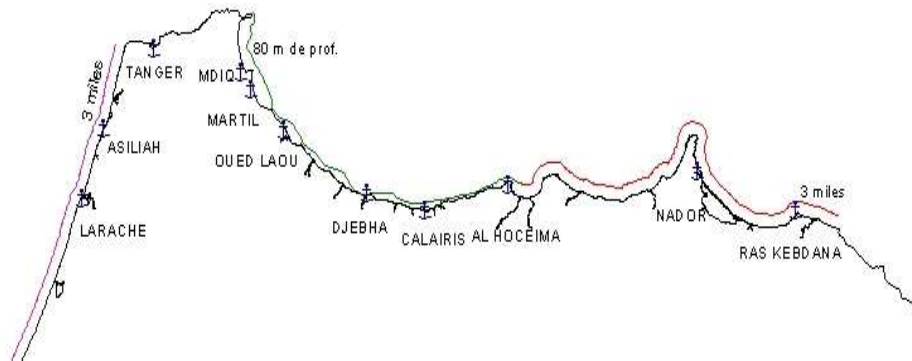 80 m de prof.
TANGER
MDIQ
3 miles
MARTIL
ASILIAH
OUED LAOU
3 miles
DJEBHA
NADOR
LARACHE
CALAIRIS
AL HOCEIMA
RAS KEBDANA